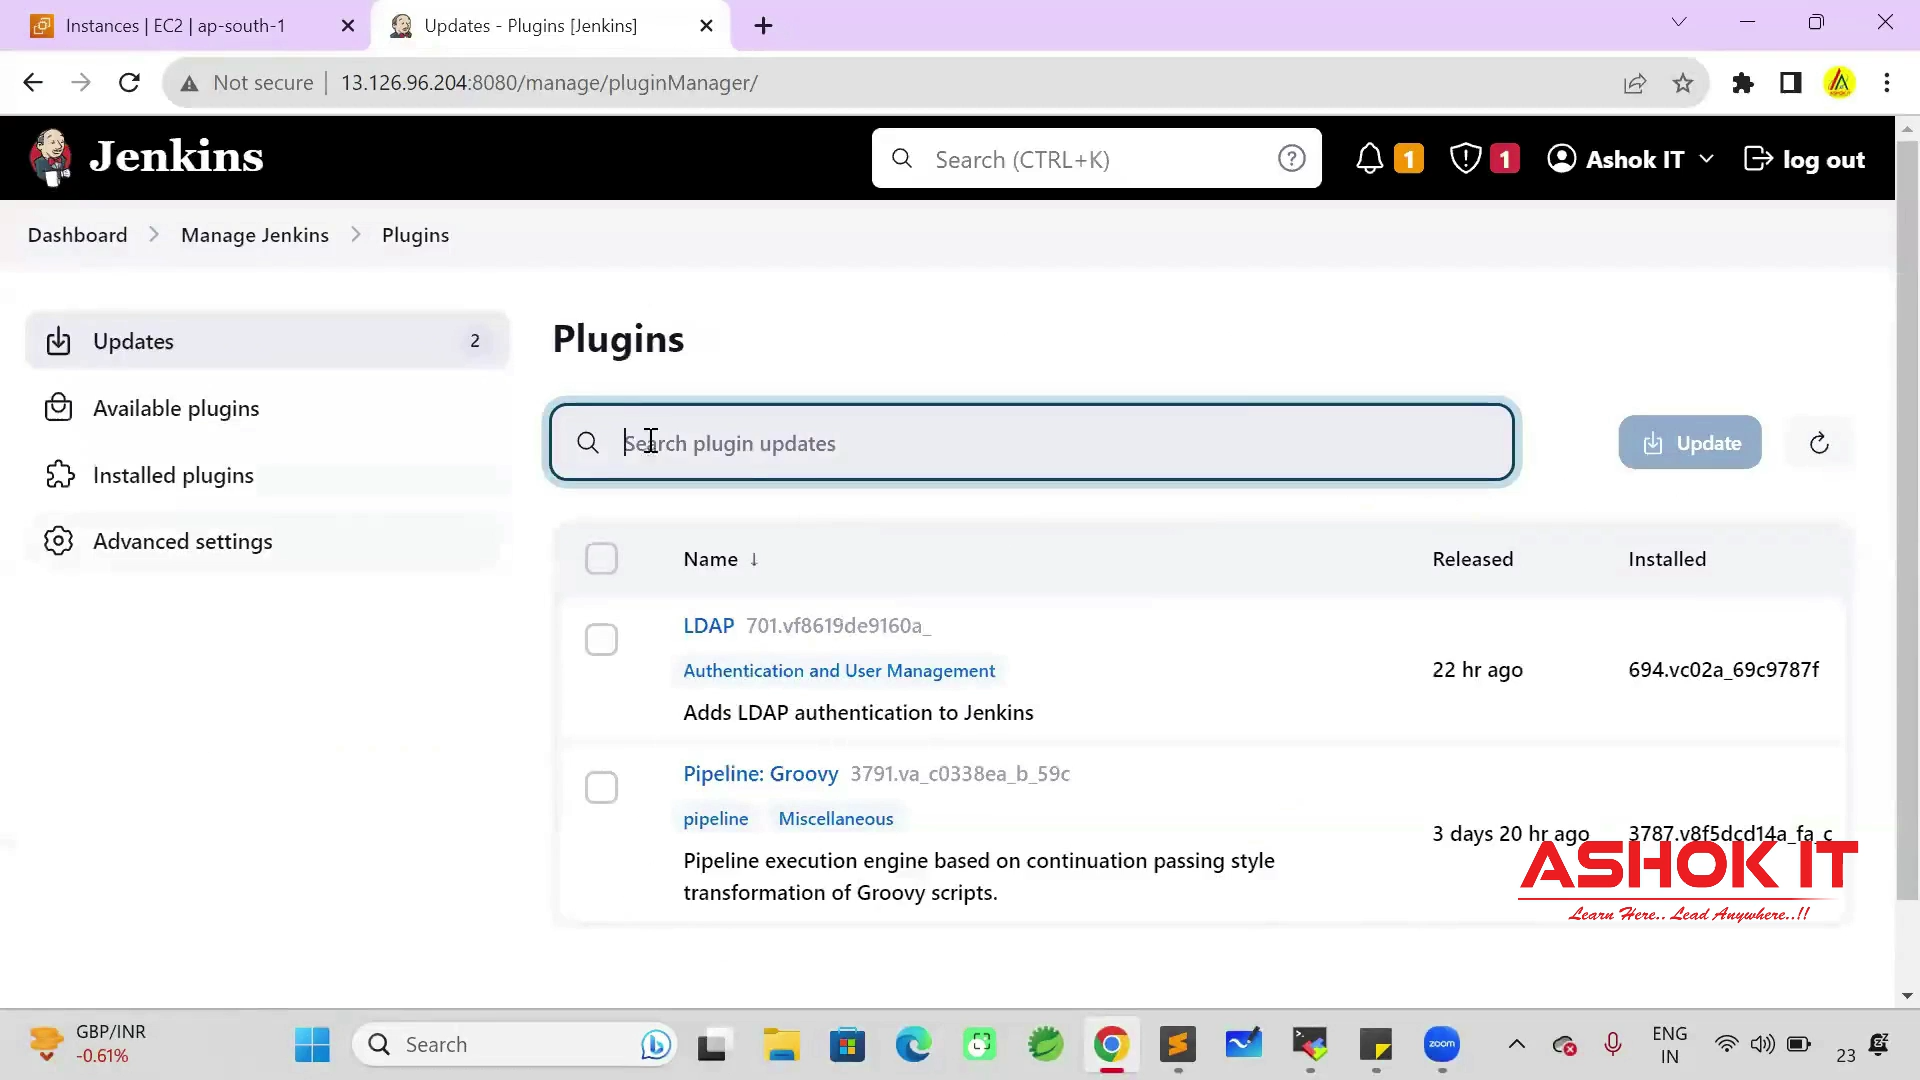 Instances | EC2 | ap-south-1
Updates - Plugins [Jenkins]
Not secure
13.126.96.204:8080/manage/pluginManager/
Jenkins
Search (CTRL+K)
1
1
Ashok IT
log out
Dashboard
Manage Jenkins
Plugins
Updates
2
Available plugins
Installed plugins
Advanced settings
Plugins
Search plugin updates
Update
Name ↓
Released
Installed
LDAP 701.vf8619de9160a_
Authentication and User Management
Adds LDAP authentication to Jenkins
22 hr ago
694.vc02a_69c9787f
Pipeline: Groovy 3791.va_c0338ea_b_59c
pipeline
Miscellaneous
Pipeline execution engine based on continuation passing style
transformation of Groovy scripts.
3 days 20 hr ago
3787.v8f5dcd14a_fa_c
ASHOK IT
Learn Here.. Lead Anywhere..!!
GBP/INR
-0.61%
Search
zoom
ENG
IN
23